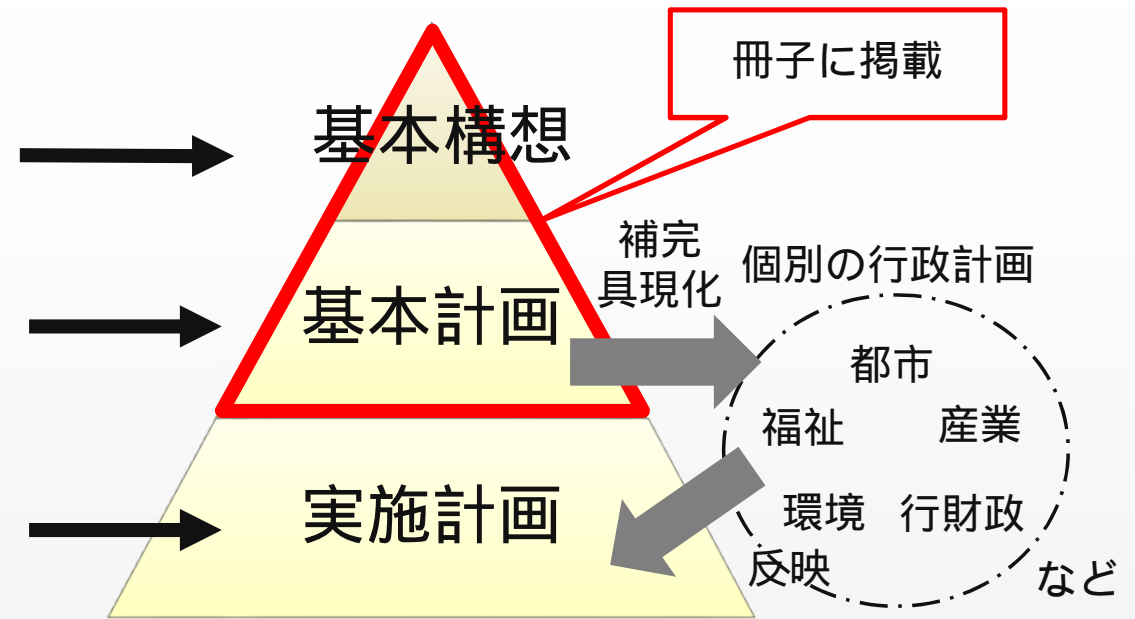 冊子に掲載
基本構想
補完
具現化
個別の行政計画
基本計画
都市
福祉
産業
実施計画
環境
行財政
反映
など